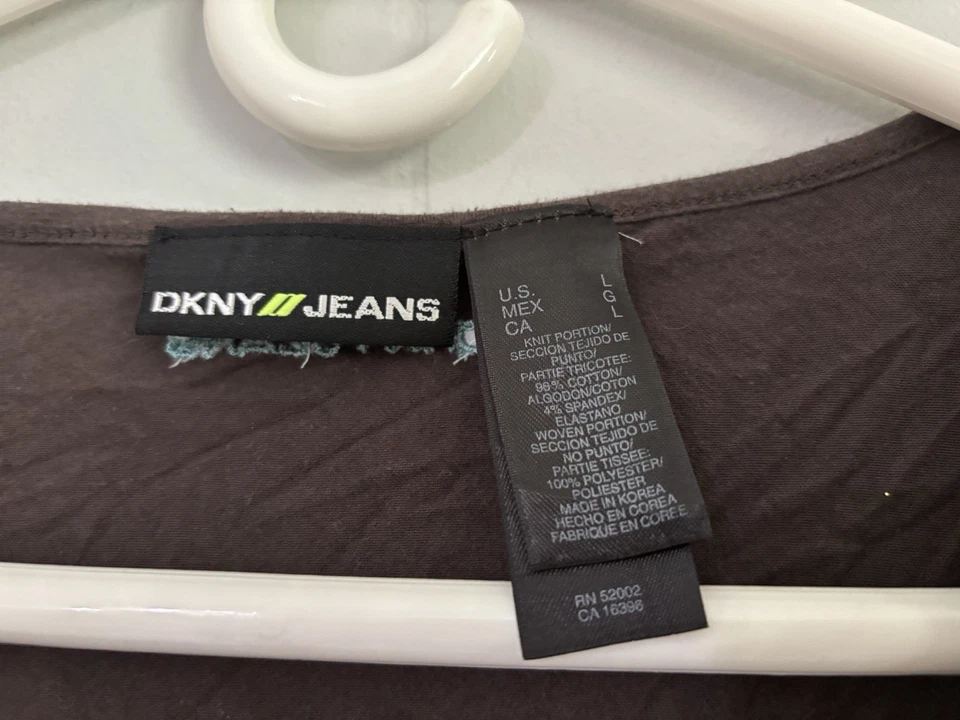 DKNY//JEANS
U.S. L
MEX G
CA L
KNIT PORTION/
SECCION TEJIDO DE
PUNTO/
PARTIE TRICOTEE:
96% COTTON/
ALGODON/COTON
4% SPANDEX/
ELASTANO
WOVEN PORTION/
SECCION TEJIDO DE
NO PUNTO/
PARTIE TISSEE:
100% POLYESTER/
POLIESTER
MADE IN KOREA
HECHO EN COREA
FABRIQUE EN COREE
RN 52002
CA 16396